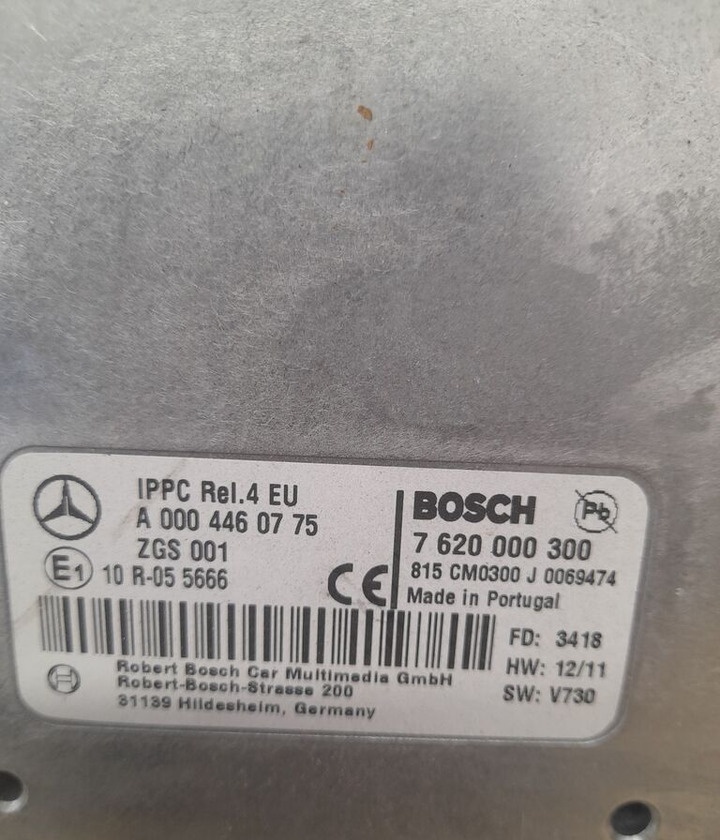 IPPC Rel.4 EU
A 000 446 07 75
ZGS 001
E1 10 R-05 5666
CE
BOSCH
Pb
7 620 000 300
815 CM0300 J 0069474
Made in Portugal
FD: 3418
HW: 12/11
SW: V730
Robert Bosch Car Multimedia GmbH
Robert-Bosch-Strasse 200
31139 Hildesheim, Germany